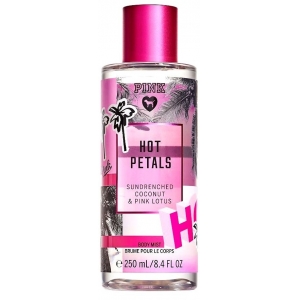 PINK
HOT
PETALS
SUNDRENCHED
COCONUT
& PINK LOTUS
BODY MIST
BRUME POUR LE CORPS
e 250 mL/8.4 FL OZ